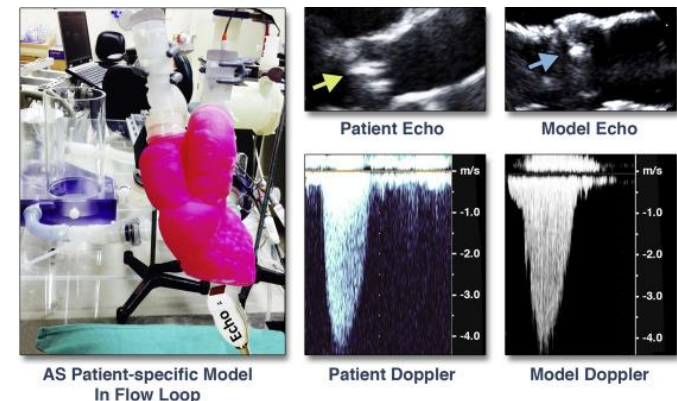 Echo
AS Patient-specific Model
In Flow Loop
Patient Echo
Model Echo
m/s
-1.0
-2.0
-3.0
-4.0
Patient Doppler
m/s
-1.0
-2.0
-3.0
-4.0
Model Doppler